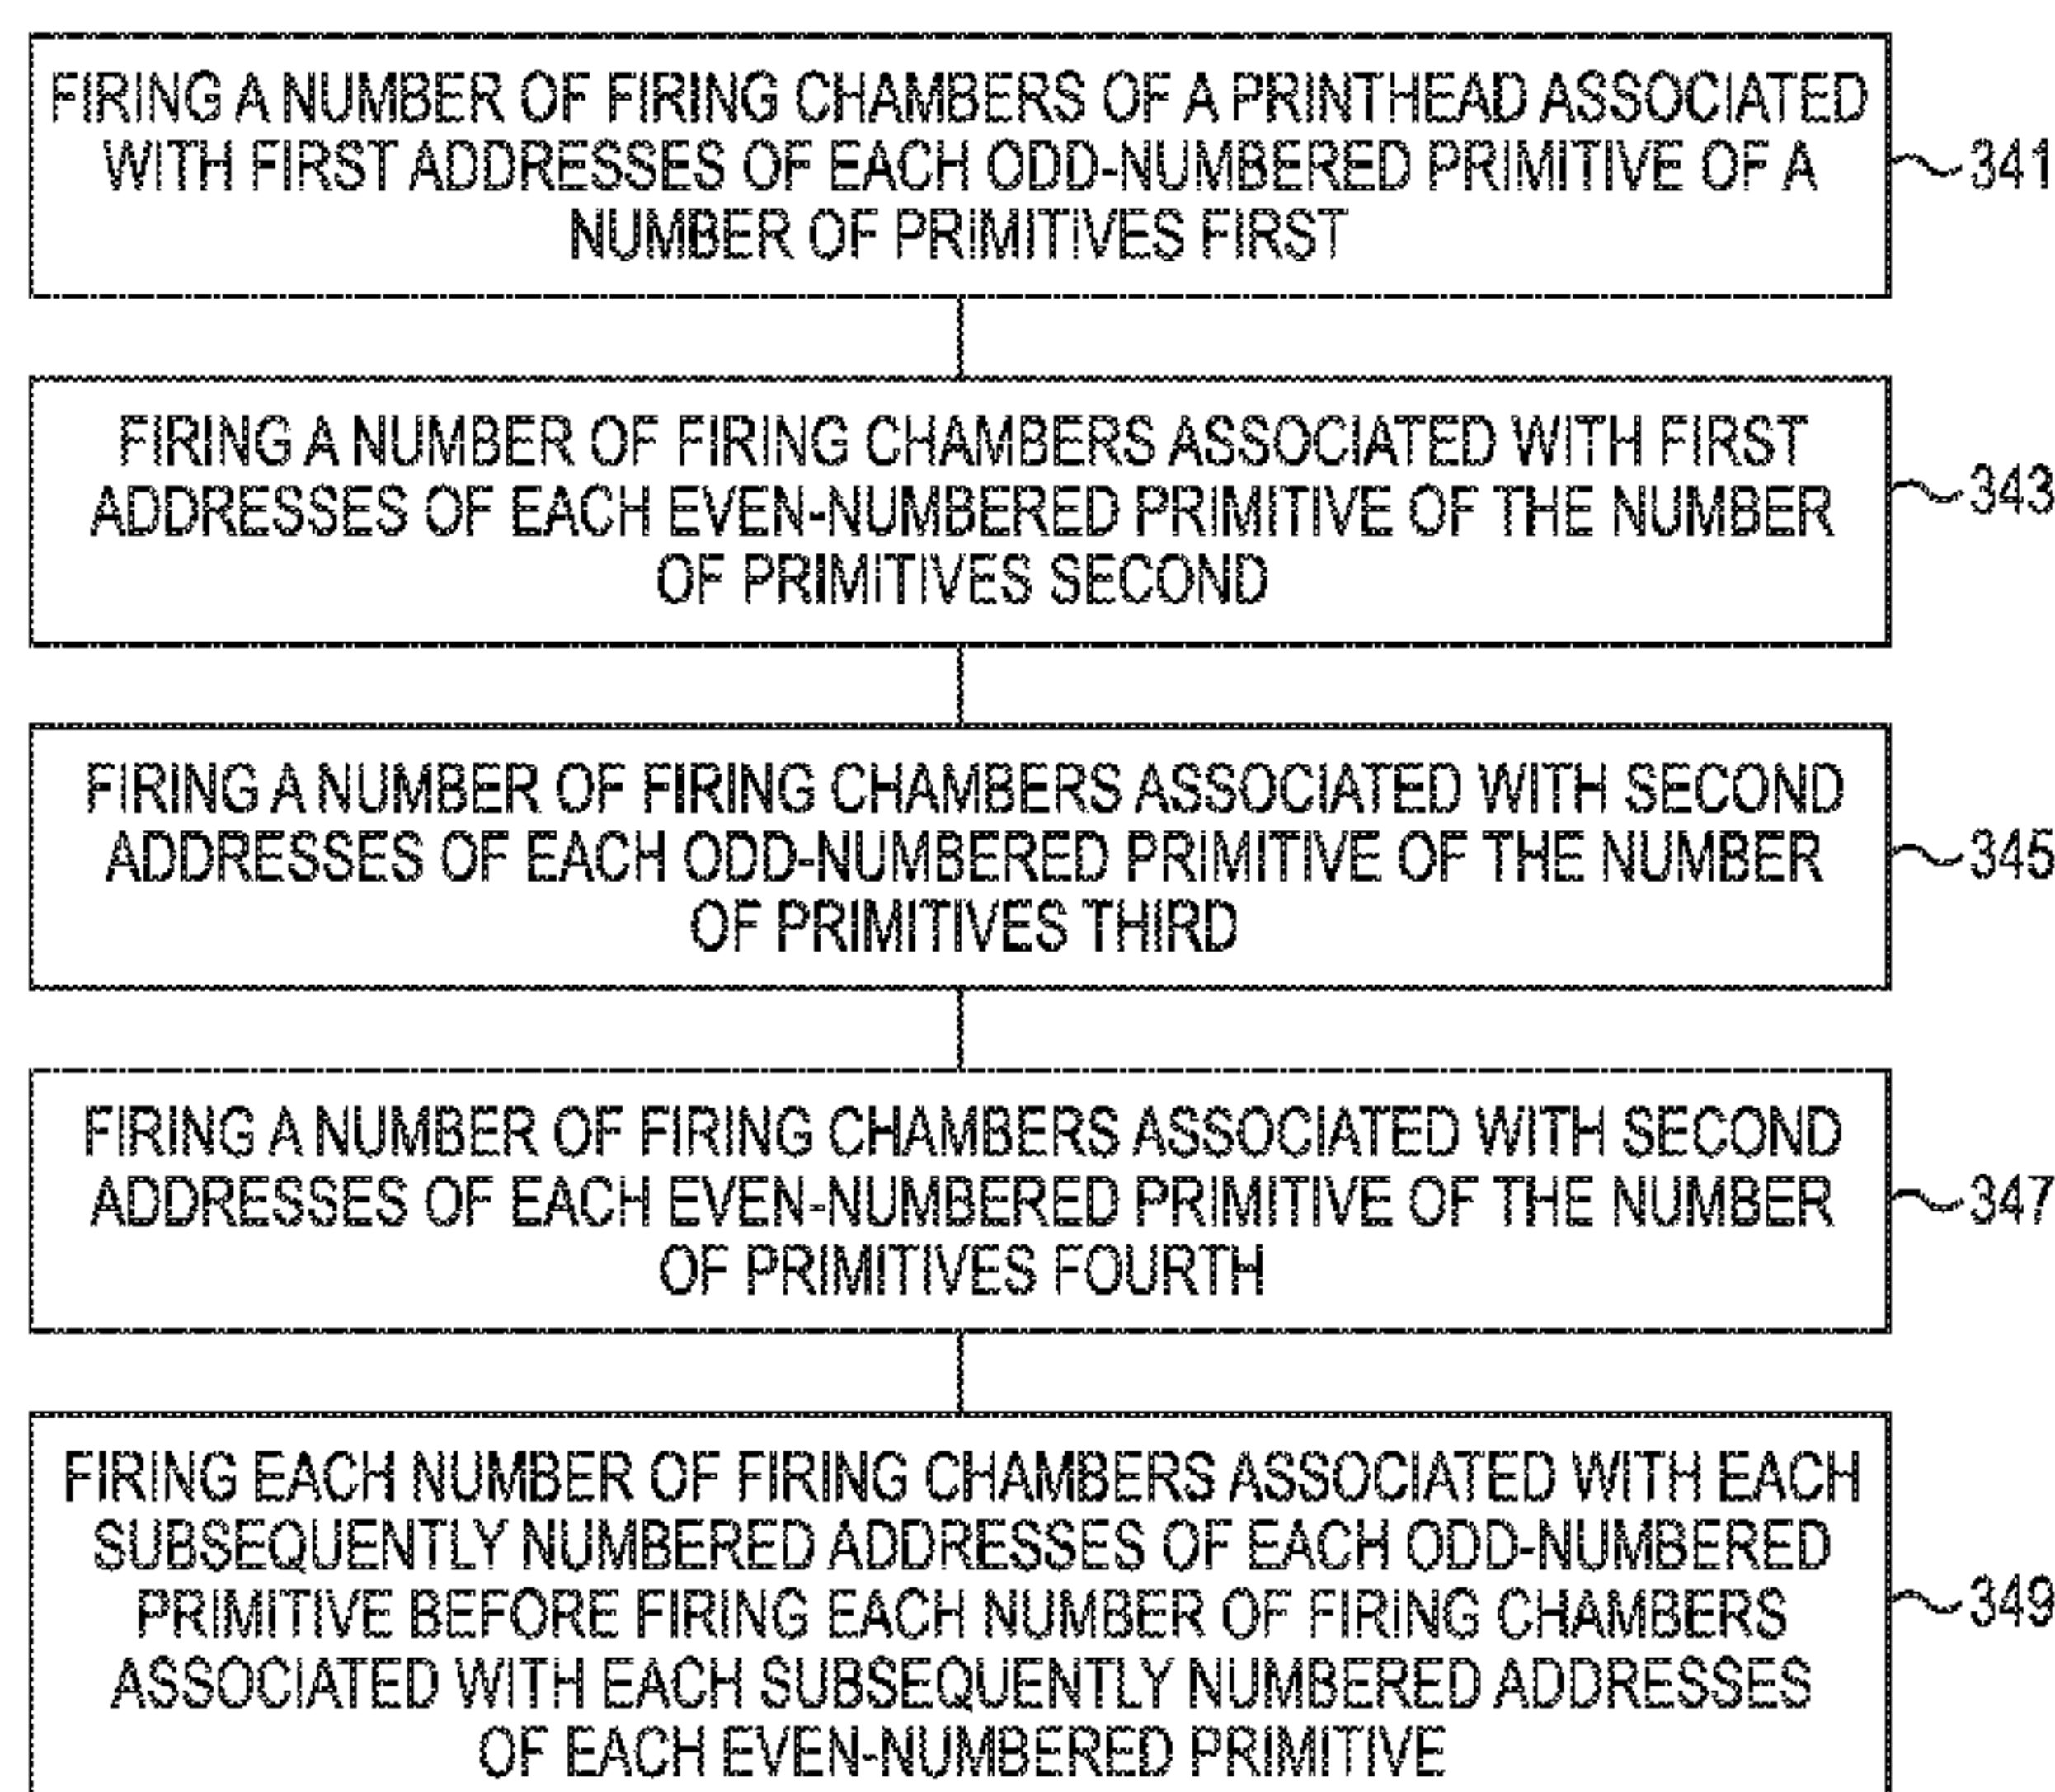 FIRING A NUMBER OF FIRING CHAMBERS OF A PRINTHEAD ASSOCIATED
WITH FIRST ADDRESSES OF EACH ODD-NUMBERED PRIMITIVE OF A
NUMBER OF PRIMITIVES FIRST
341
FIRING A NUMBER OF FIRING CHAMBERS ASSOCIATED WITH FIRST
ADDRESSES OF EACH EVEN-NUMBERED PRIMITIVE OF THE NUMBER
OF PRIMITIVES SECOND
343
FIRING A NUMBER OF FIRING CHAMBERS ASSOCIATED WITH SECOND
ADDRESSES OF EACH ODD-NUMBERED PRIMITIVE OF THE NUMBER
OF PRIMITIVES THIRD
345
FIRING A NUMBER OF FIRING CHAMBERS ASSOCIATED WITH SECOND
ADDRESSES OF EACH EVEN-NUMBERED PRIMITIVE OF THE NUMBER
OF PRIMITIVES FOURTH
347
FIRING EACH NUMBER OF FIRING CHAMBERS ASSOCIATED WITH EACH
SUBSEQUENTLY NUMBERED ADDRESSES OF EACH ODD-NUMBERED
PRIMITIVE BEFORE FIRING EACH NUMBER OF FIRING CHAMBERS
ASSOCIATED WITH EACH SUBSEQUENTLY NUMBERED ADDRESSES
OF EACH EVEN-NUMBERED PRIMITIVE
349